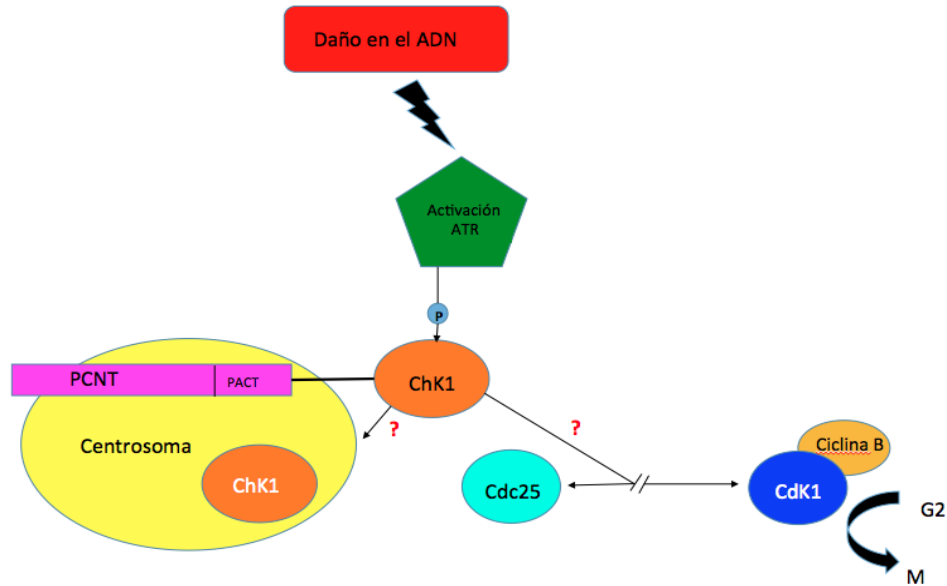 Daño en el ADN
Activación
ATR
P
PCNT
PACT
ChK1
?
?
Centrosoma
Ciclina B
ChK1
Cdc25
CdK1
G2
M